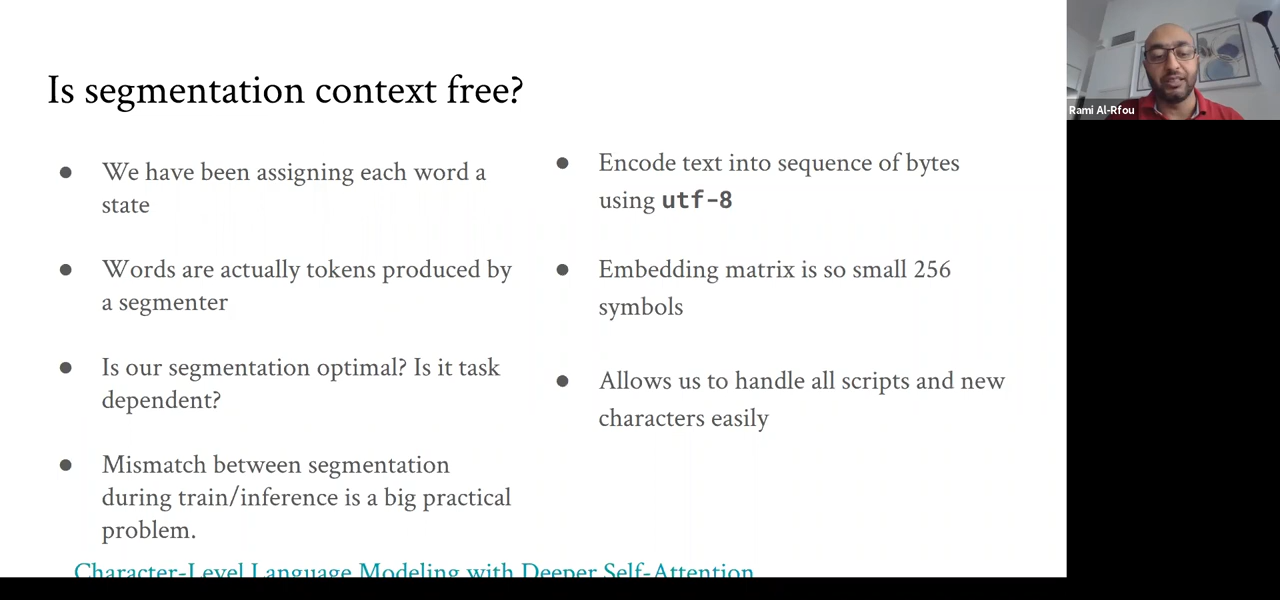 Is segmentation context free?
● We have been assigning each word a
state
● Words are actually tokens produced by
a segmenter
● Is our segmentation optimal? Is it task
dependent?
● Mismatch between segmentation
during train/inference is a big practical
problem.
● Encode text into sequence of bytes
using utf-8
● Embedding matrix is so small 256
symbols
● Allows us to handle all scripts and new
characters easily
Character-Level Language Modeling with Deeper Self-Attention
Rami Al-Rfou